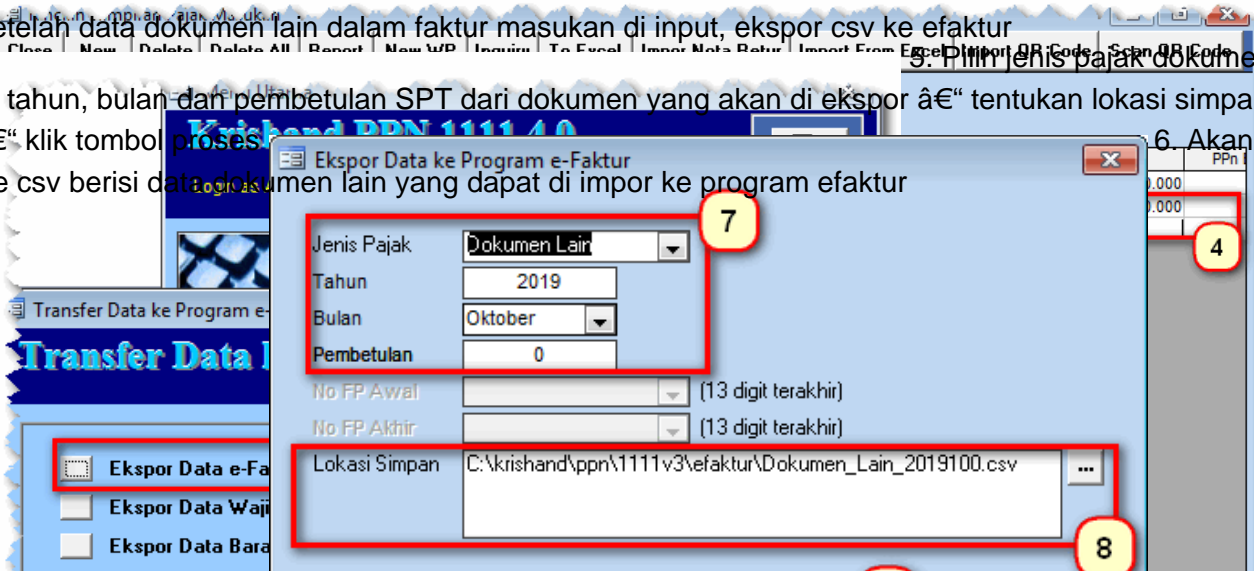 etelah data dokumen lain dalam faktur masukan di input, ekspor csv ke efaktur
Close New Delete Delete All Report New WP Inquiry To Excel Impor Nota Retur Import From Excel Import QR Code Scan QR Code
5. Pilih jenis pajak dokume
tahun, bulan dan pembetulan SPT dari dokumen yang akan di ekspor â€“ tentukan lokasi simpa
Krishand PPN 1111 4.0
€“ klik tombol proses
6. Akan
Ekspor Data ke Program e-Faktur
PPn
e csv berisi data dokumen lain yang dapat di impor ke program efaktur
0.000
0.000
7
4
Jenis Pajak Dokumen Lain
Tahun 2019
Transfer Data ke Program e-
Bulan Oktober
Transfer Data
Pembetulan 0
No FP Awal (13 digit terakhir)
No FP Akhir (13 digit terakhir)
Lokasi Simpan C:\krishand\ppn\1111v3\efaktur\Dokumen_Lain_2019100.csv ...
Ekspor Data e-Fa
Ekspor Data Waji
Ekspor Data Bara
8